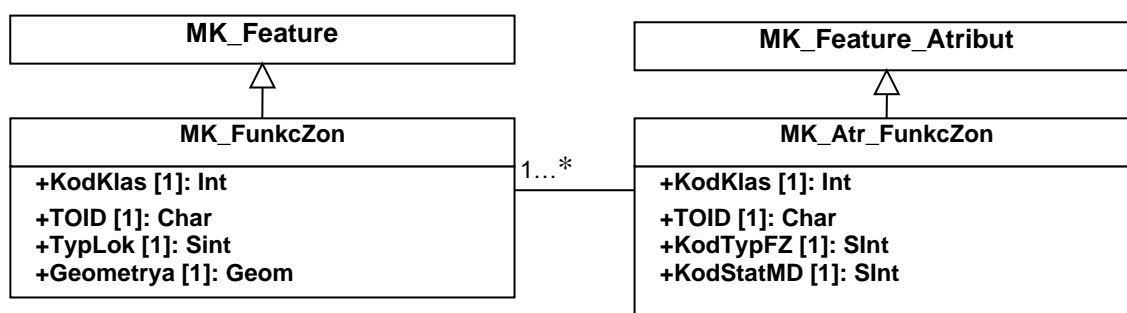 MK_Feature
MK_Feature_Atribut
MK_FunkcZon
+KodKlas [1]: Int
+TOID [1]: Char
+TypLok [1]: Sint
+Geometrya [1]: Geom
1…*
MK_Atr_FunkcZon
+KodKlas [1]: Int
+TOID [1]: Char
+KodTypFZ [1]: SInt
+KodStatMD [1]: SInt